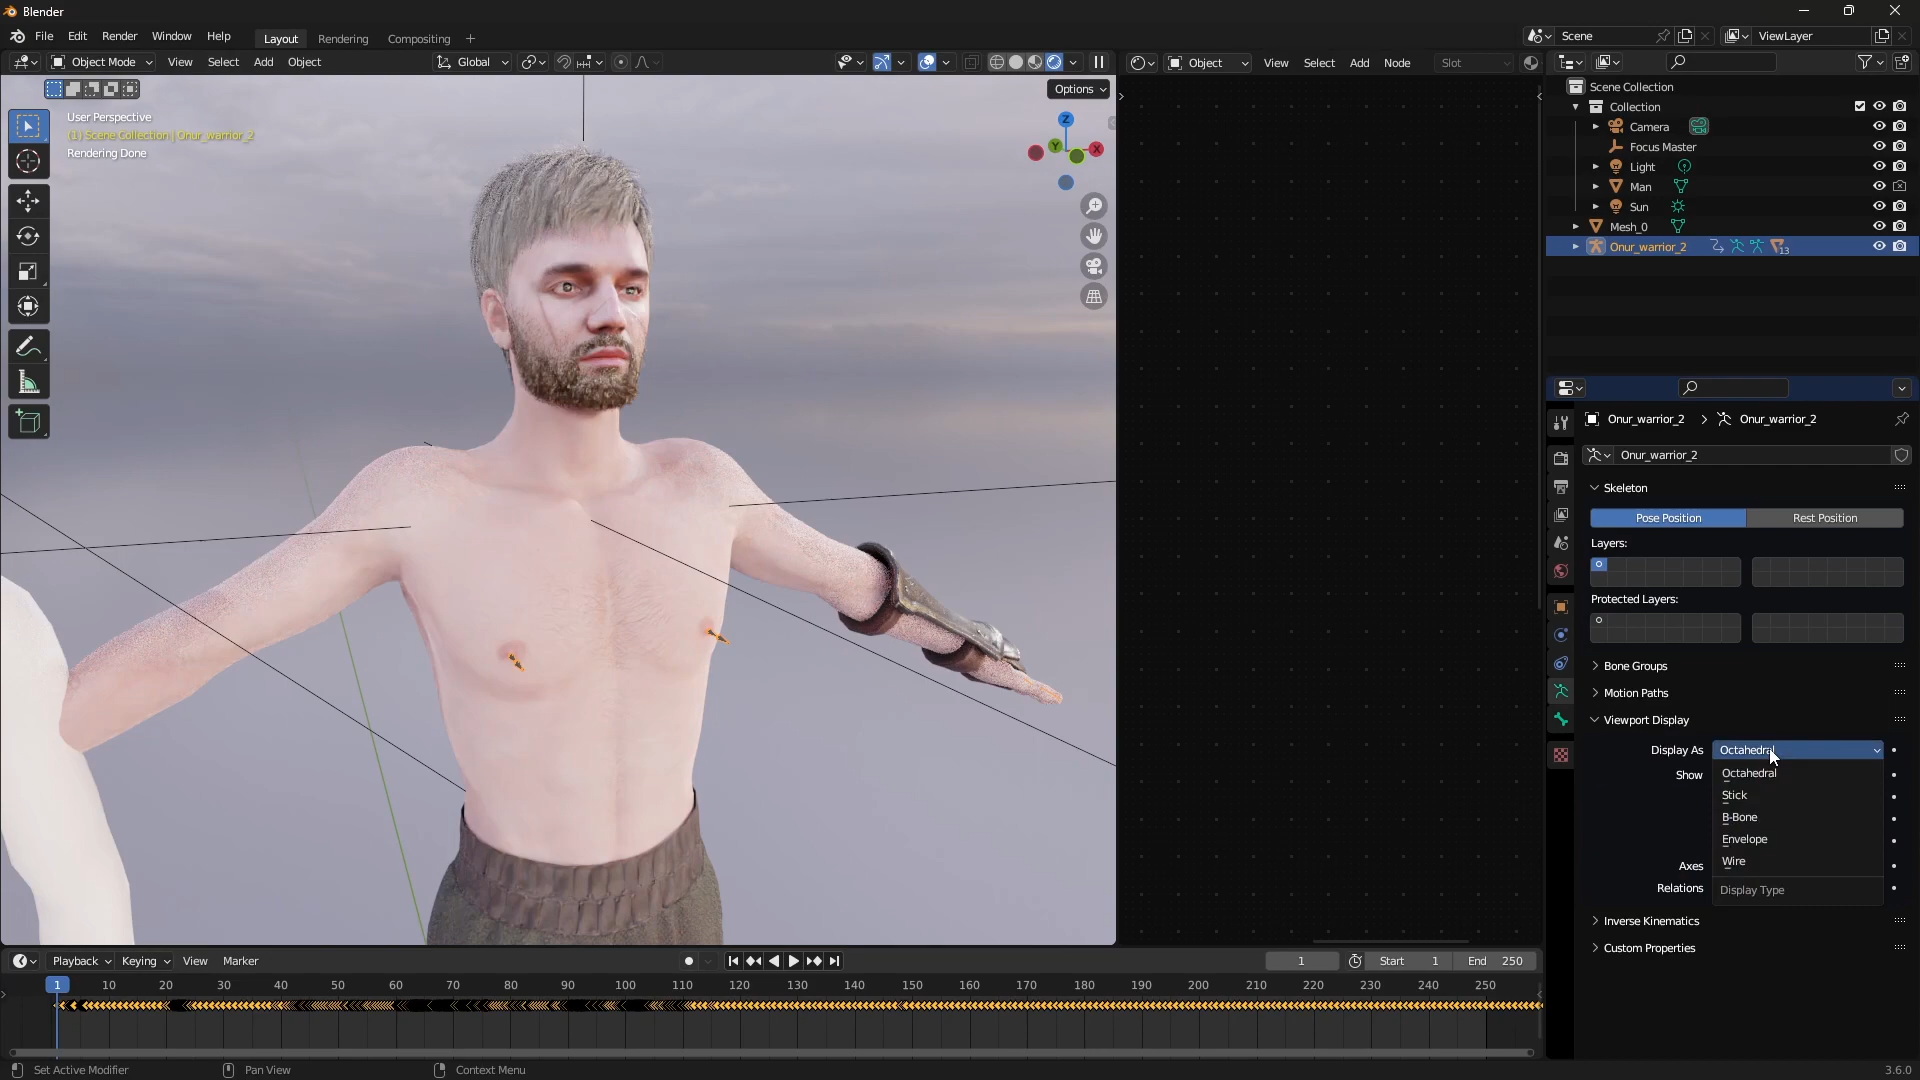 Blender
File Edit Render Window Help Layout Rendering Compositing + Scene ViewLayer
Object Mode View Select Add Object Global Object View Select Add Node Slot
Options
User Perspective
(1) Scene Collection | Onur_warrior_2
Rendering Done
Z
Y
X
Scene Collection
Collection
Camera
Focus Master
Light
Man
Sun
Mesh_0
Onur_warrior_2 13
Onur_warrior_2 > Onur_warrior_2
Onur_warrior_2
Skeleton
Pose Position Rest Position
Layers:
Protected Layers:
Bone Groups
Motion Paths
Viewport Display
Display As Octahedral
Show
Octahedral
Stick
B-Bone
Envelope
Wire
Axes
Relations
Display Type
Inverse Kinematics
Custom Properties
Playback Keying View Marker 1 Start 1 End 250
1 10 20 30 40 50 60 70 80 90 100 110 120 130 140 150 160 170 180 190 200 210 220 230 240 250
Set Active Modifier Pan View Context Menu 3.6.0